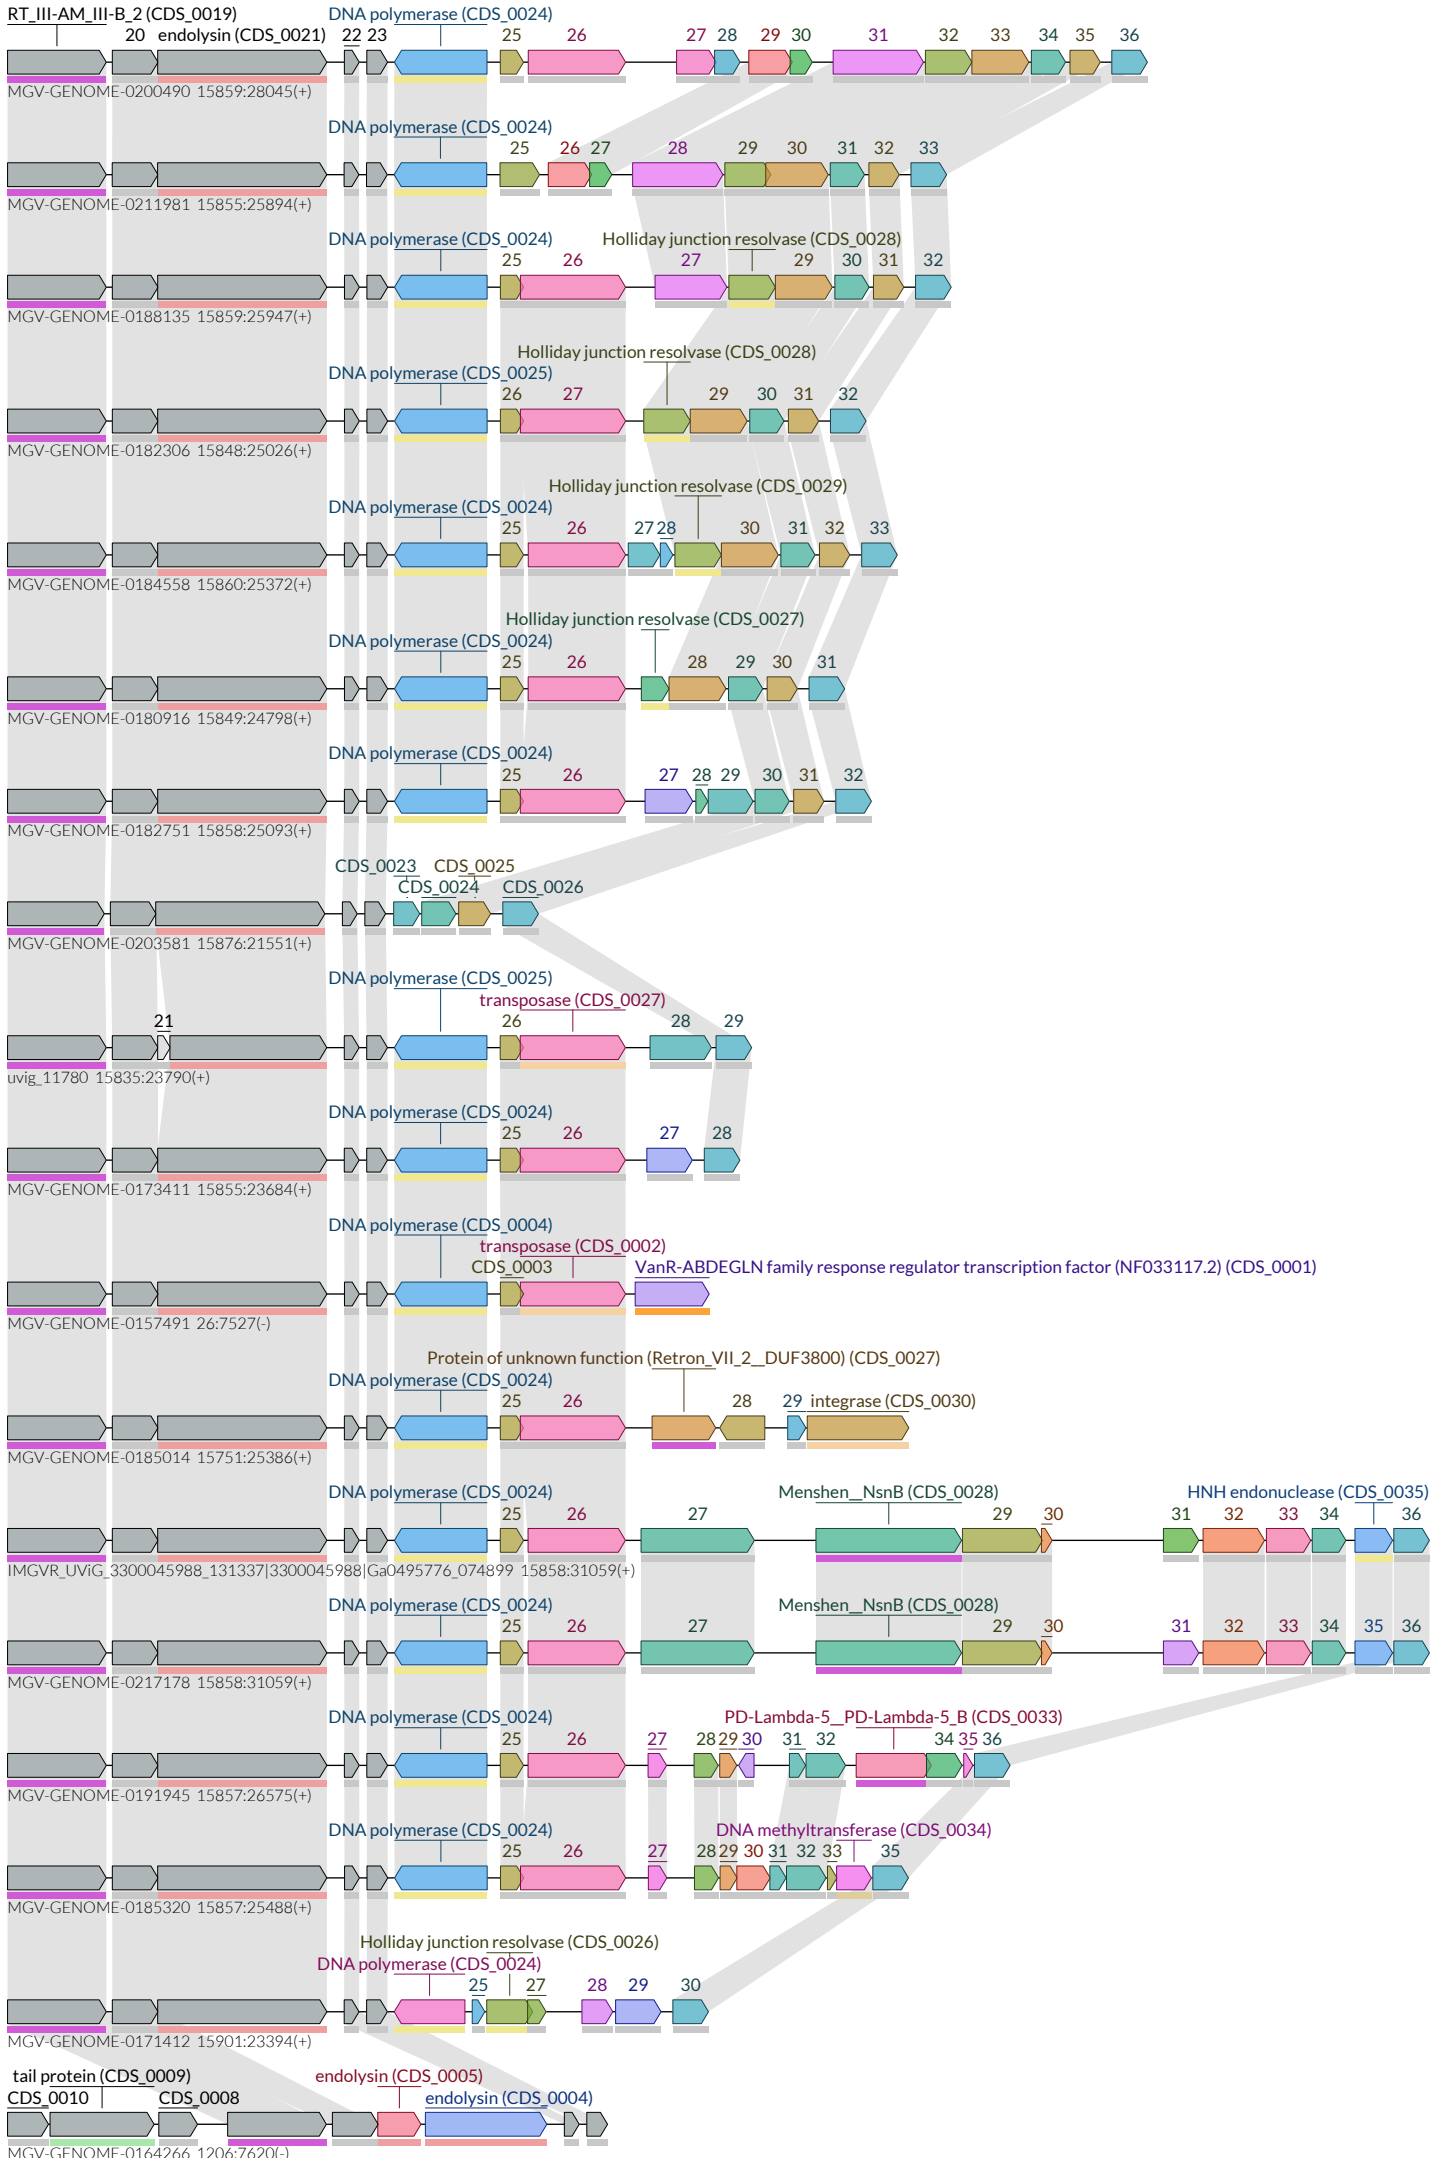 RT_III-AM_III-B_2 (CDS_0019) DNA polymerase (CDS_0024)
20 endolysin (CDS_0021) 22 23 25 26 27 28 29 30 31 32 33 34 35 36
MGV-GENOME-0200490 15859:28045(+)
DNA polymerase (CDS_0024)
25 26 27 28 29 30 31 32 33
MGV-GENOME-0211981 15855:25894(+)
DNA polymerase (CDS_0024) Holliday junction resolvase (CDS_0028)
25 26 27 29 30 31 32
MGV-GENOME-0188135 15859:25947(+)
Holliday junction resolvase (CDS_0028)
DNA polymerase (CDS_0025)
26 27 29 30 31 32
MGV-GENOME-0182306 15848:25026(+)
Holliday junction resolvase (CDS_0029)
DNA polymerase (CDS_0024)
25 26 27 28 30 31 32 33
MGV-GENOME-0184558 15860:25372(+)
Holliday junction resolvase (CDS_0027)
DNA polymerase (CDS_0024)
25 26 28 29 30 31
MGV-GENOME-0180916 15849:24798(+)
DNA polymerase (CDS_0024)
25 26 27 28 29 30 31 32
MGV-GENOME-0182751 15858:25093(+)
CDS_0023 CDS_0025
CDS_0024 CDS_0026
MGV-GENOME-0203581 15876:21551(+)
DNA polymerase (CDS_0025)
transposase (CDS_0027)
21 26 28 29
uvig_11780 15835:23790(+)
DNA polymerase (CDS_0024)
25 26 27 28
MGV-GENOME-0173411 15855:23684(+)
DNA polymerase (CDS_0004)
transposase (CDS_0002)
CDS_0003 VanR-ABDEGLN family response regulator transcription factor (NF033117.2) (CDS_0001)
MGV-GENOME-0157491 26:7527(-)
Protein of unknown function (Retron_VII_2__DUF3800) (CDS_0027)
DNA polymerase (CDS_0024)
25 26 28 29 integrase (CDS_0030)
MGV-GENOME-0185014 15751:25386(+)
DNA polymerase (CDS_0024) Menshen__NsnB (CDS_0028) HNH endonuclease (CDS_0035)
25 26 27 29 30 31 32 33 34 36
IMGVR_UViG_3300045988_131337|3300045988|Ga0495776_074899 15858:31059(+)
DNA polymerase (CDS_0024) Menshen__NsnB (CDS_0028)
25 26 27 29 30 31 32 33 34 35 36
MGV-GENOME-0217178 15858:31059(+)
DNA polymerase (CDS_0024) PD-Lambda-5__PD-Lambda-5_B (CDS_0033)
25 26 27 28 29 30 31 32 34 35 36
MGV-GENOME-0191945 15857:26575(+)
DNA polymerase (CDS_0024) DNA methyltransferase (CDS_0034)
25 26 27 28 29 30 31 32 33 35
MGV-GENOME-0185320 15857:25488(+)
Holliday junction resolvase (CDS_0026)
DNA polymerase (CDS_0024)
25 27 28 29 30
MGV-GENOME-0171412 15901:23394(+)
tail protein (CDS_0009) endolysin (CDS_0005)
CDS_0010 CDS_0008 endolysin (CDS_0004)
MGV-GENOME-0164266 1206:7620(-)